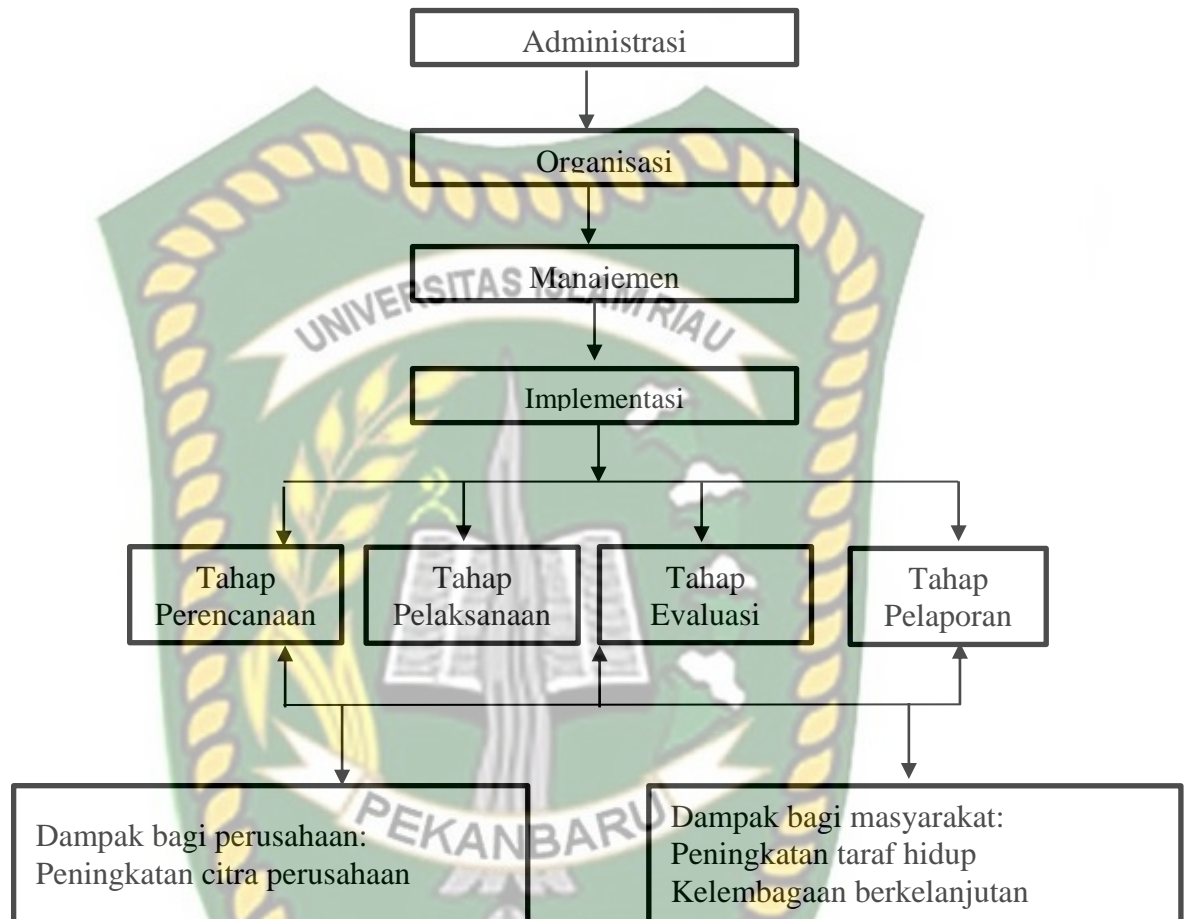 Administrasi
Organisasi
UNIVERSITAS ISLAM RIAU
Manajemen
Implementasi
Tahap
Perencanaan
Tahap
Pelaksanaan
Tahap
Evaluasi
Tahap
Pelaporan
PEKANBARU
Dampak bagi perusahaan:
Peningkatan citra perusahaan
Dampak bagi masyarakat:
Peningkatan taraf hidup
Kelembagaan berkelanjutan